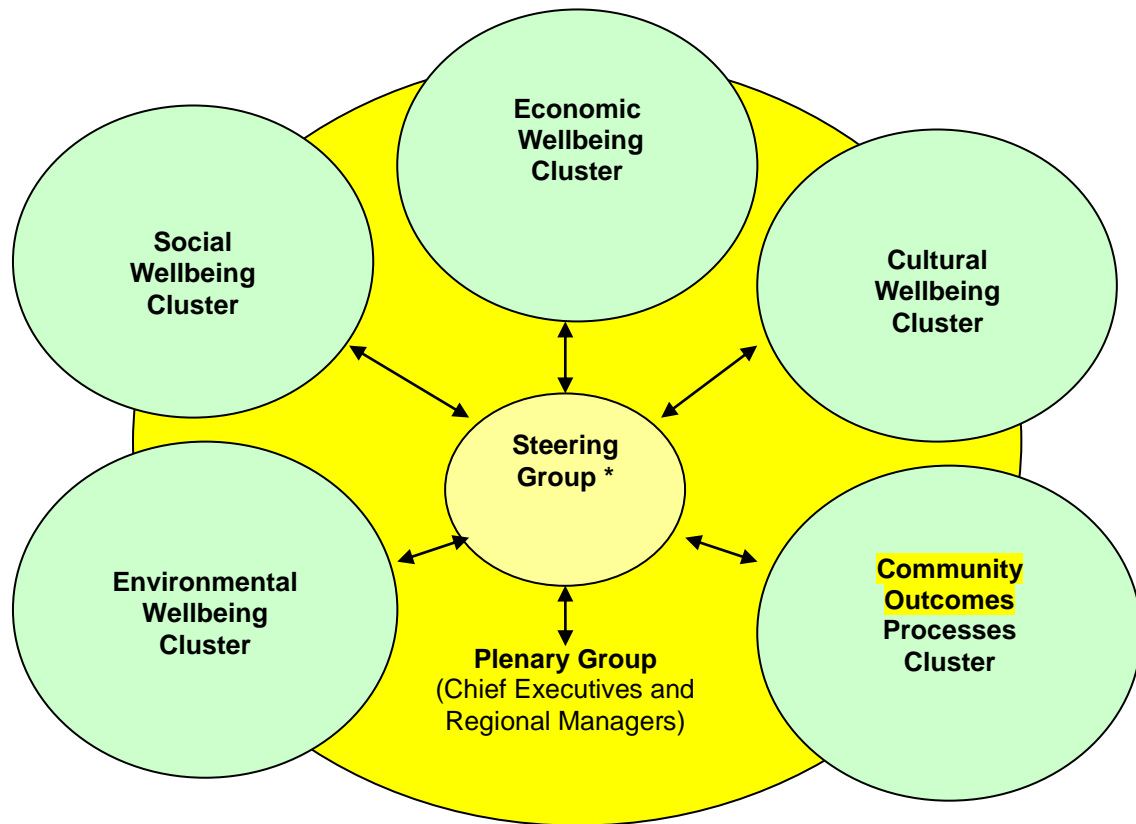 Economic
Wellbeing
Cluster
Social
Wellbeing
Cluster
Cultural
Wellbeing
Cluster
Steering
Group *
Environmental
Wellbeing
Cluster
Community
Outcomes
Processes
Cluster
Plenary Group
(Chief Executives and
Regional Managers)